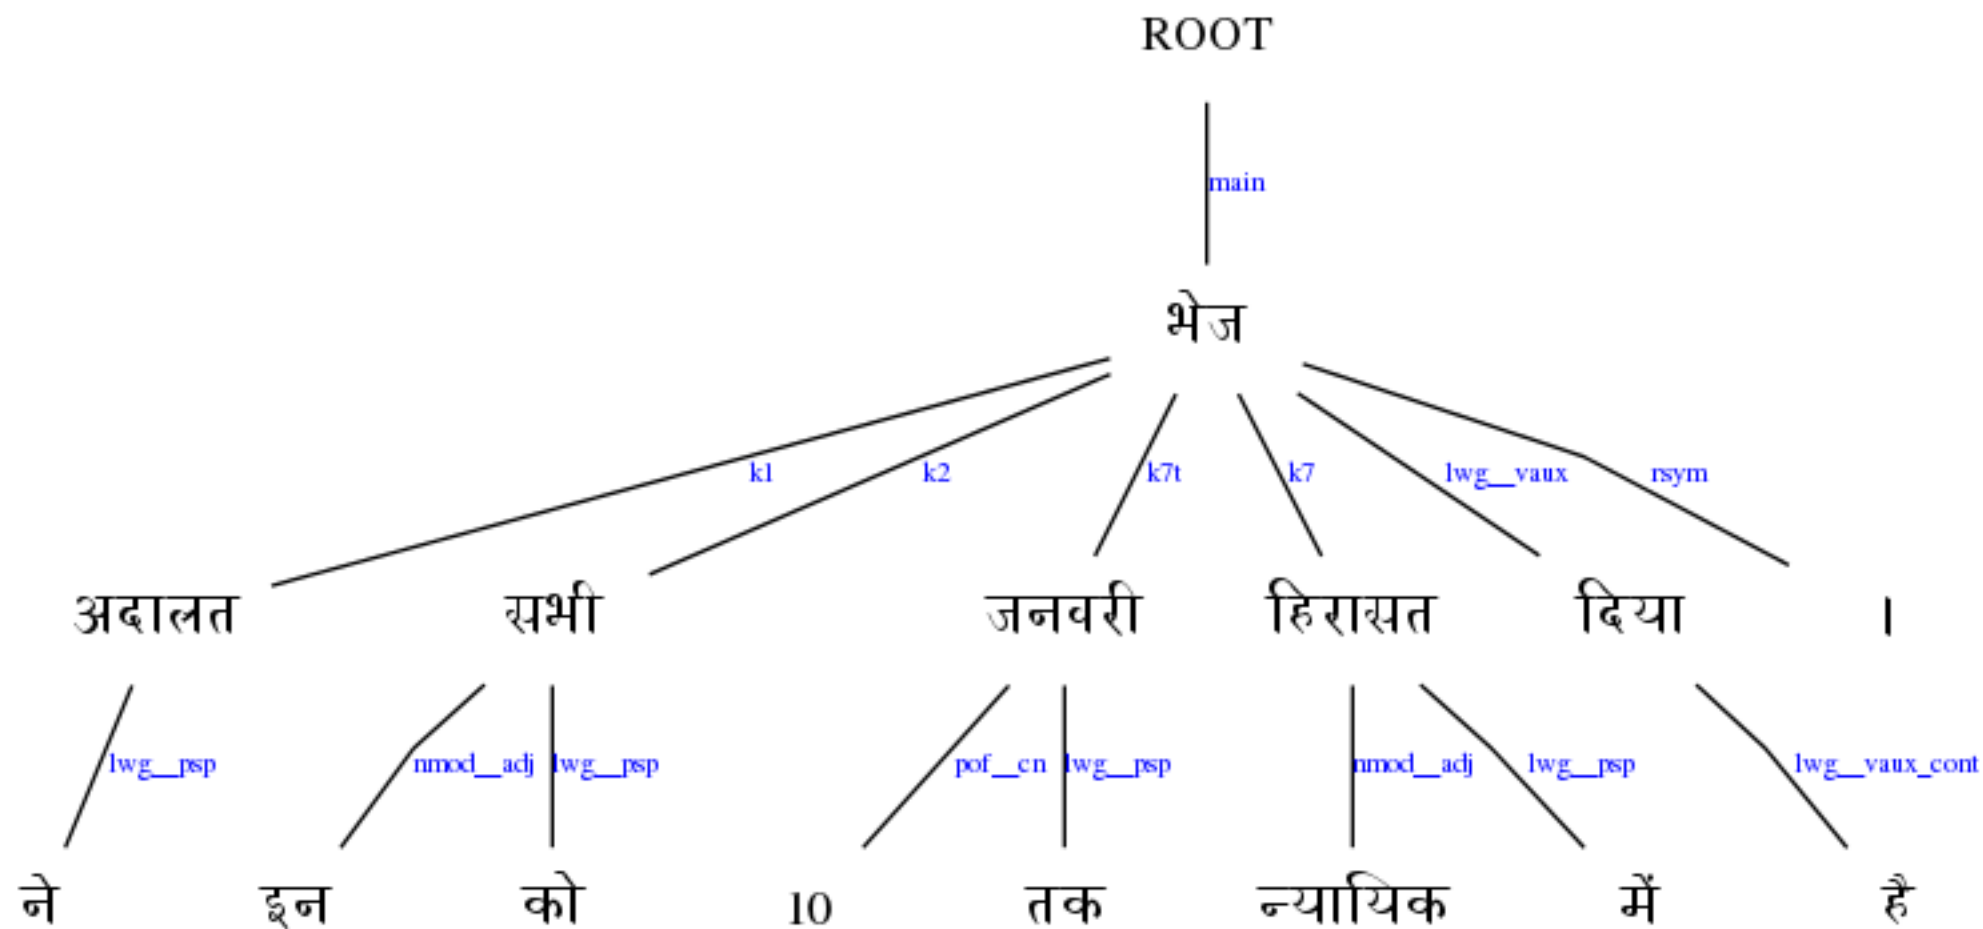 ROOT
main
भेज
k1 k2 k7t k7 lwg__vaux rsym
अदालत सभी जनवरी हिरासत दिया ।
lwg__psp nmod__adj lwg__psp pof__cn lwg__psp nmod__adj lwg__psp lwg__vaux_cont
ने इन को 10 तक न्यायिक में है